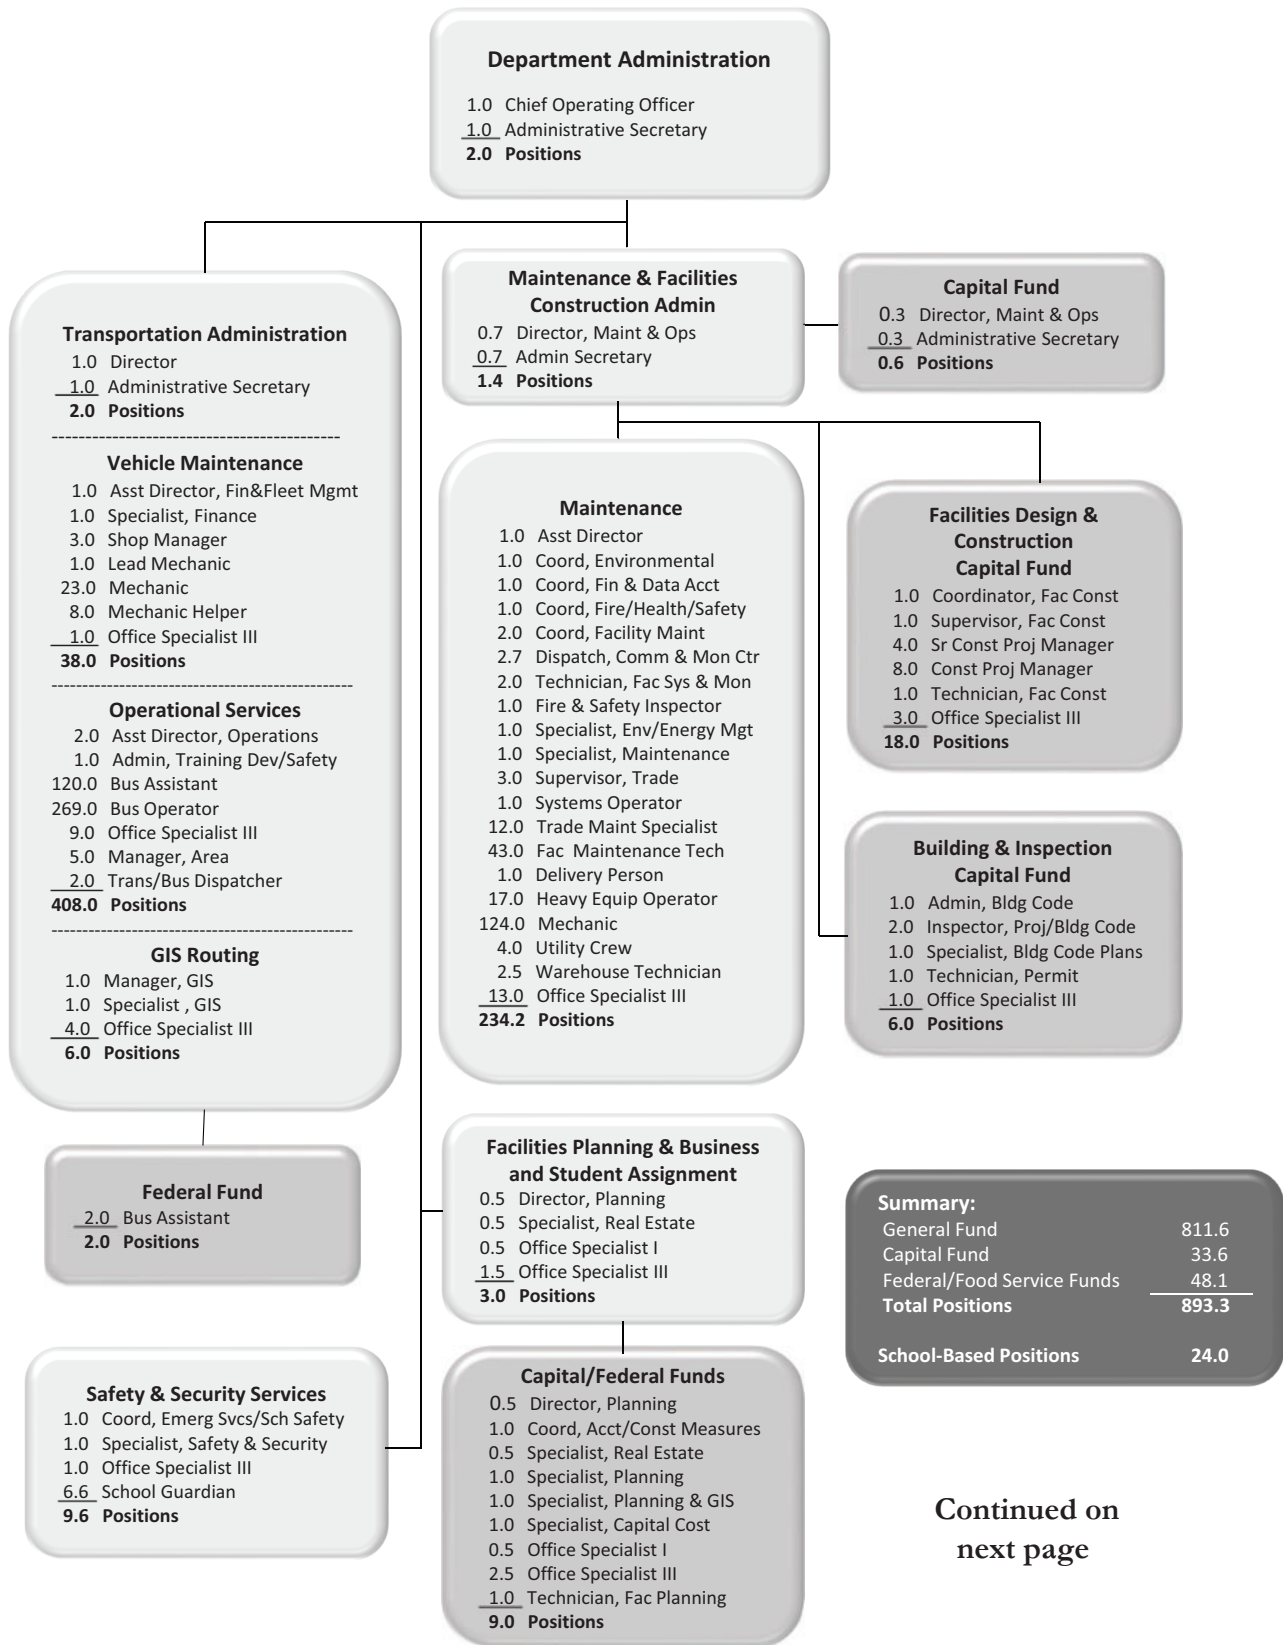 Department Administration
1.0 Chief Operating Officer
1.0 Administrative Secretary
2.0 Positions
Transportation Administration
1.0 Director
1.0 Administrative Secretary
2.0 Positions
--------------------------------------------
Vehicle Maintenance
1.0 Asst Director, Fin&Fleet Mgmt
1.0 Specialist, Finance
3.0 Shop Manager
1.0 Lead Mechanic
23.0 Mechanic
8.0 Mechanic Helper
1.0 Office Specialist III
38.0 Positions
--------------------------------------------------
Operational Services
2.0 Asst Director, Operations
1.0 Admin, Training Dev/Safety
120.0 Bus Assistant
269.0 Bus Operator
9.0 Office Specialist III
5.0 Manager, Area
2.0 Trans/Bus Dispatcher
408.0 Positions
--------------------------------------------------
GIS Routing
1.0 Manager, GIS
1.0 Specialist , GIS
4.0 Office Specialist III
6.0 Positions
Federal Fund
2.0 Bus Assistant
2.0 Positions
Safety & Security Services
1.0 Coord, Emerg Svcs/Sch Safety
1.0 Specialist, Safety & Security
1.0 Office Specialist III
6.6 School Guardian
9.6 Positions
Maintenance & Facilities
Construction Admin
0.7 Director, Maint & Ops
0.7 Admin Secretary
1.4 Positions
Capital Fund
0.3 Director, Maint & Ops
0.3 Administrative Secretary
0.6 Positions
Maintenance
1.0 Asst Director
1.0 Coord, Environmental
1.0 Coord, Fin & Data Acct
1.0 Coord, Fire/Health/Safety
2.0 Coord, Facility Maint
2.7 Dispatch, Comm & Mon Ctr
2.0 Technician, Fac Sys & Mon
1.0 Fire & Safety Inspector
1.0 Specialist, Env/Energy Mgt
1.0 Specialist, Maintenance
3.0 Supervisor, Trade
1.0 Systems Operator
12.0 Trade Maint Specialist
43.0 Fac Maintenance Tech
1.0 Delivery Person
17.0 Heavy Equip Operator
124.0 Mechanic
4.0 Utility Crew
2.5 Warehouse Technician
13.0 Office Specialist III
234.2 Positions
Facilities Design &
Construction
Capital Fund
1.0 Coordinator, Fac Const
1.0 Supervisor, Fac Const
4.0 Sr Const Proj Manager
8.0 Const Proj Manager
1.0 Technician, Fac Const
3.0 Office Specialist III
18.0 Positions
Building & Inspection
Capital Fund
1.0 Admin, Bldg Code
2.0 Inspector, Proj/Bldg Code
1.0 Specialist, Bldg Code Plans
1.0 Technician, Permit
1.0 Office Specialist III
6.0 Positions
Facilities Planning & Business
and Student Assignment
0.5 Director, Planning
0.5 Specialist, Real Estate
0.5 Office Specialist I
1.5 Office Specialist III
3.0 Positions
Capital/Federal Funds
0.5 Director, Planning
1.0 Coord, Acct/Const Measures
0.5 Specialist, Real Estate
1.0 Specialist, Planning
1.0 Specialist, Planning & GIS
1.0 Specialist, Capital Cost
0.5 Office Specialist I
2.5 Office Specialist III
1.0 Technician, Fac Planning
9.0 Positions
Summary:
General Fund 811.6
Capital Fund 33.6
Federal/Food Service Funds 48.1
Total Positions 893.3
School-Based Positions 24.0
Continued on
next page